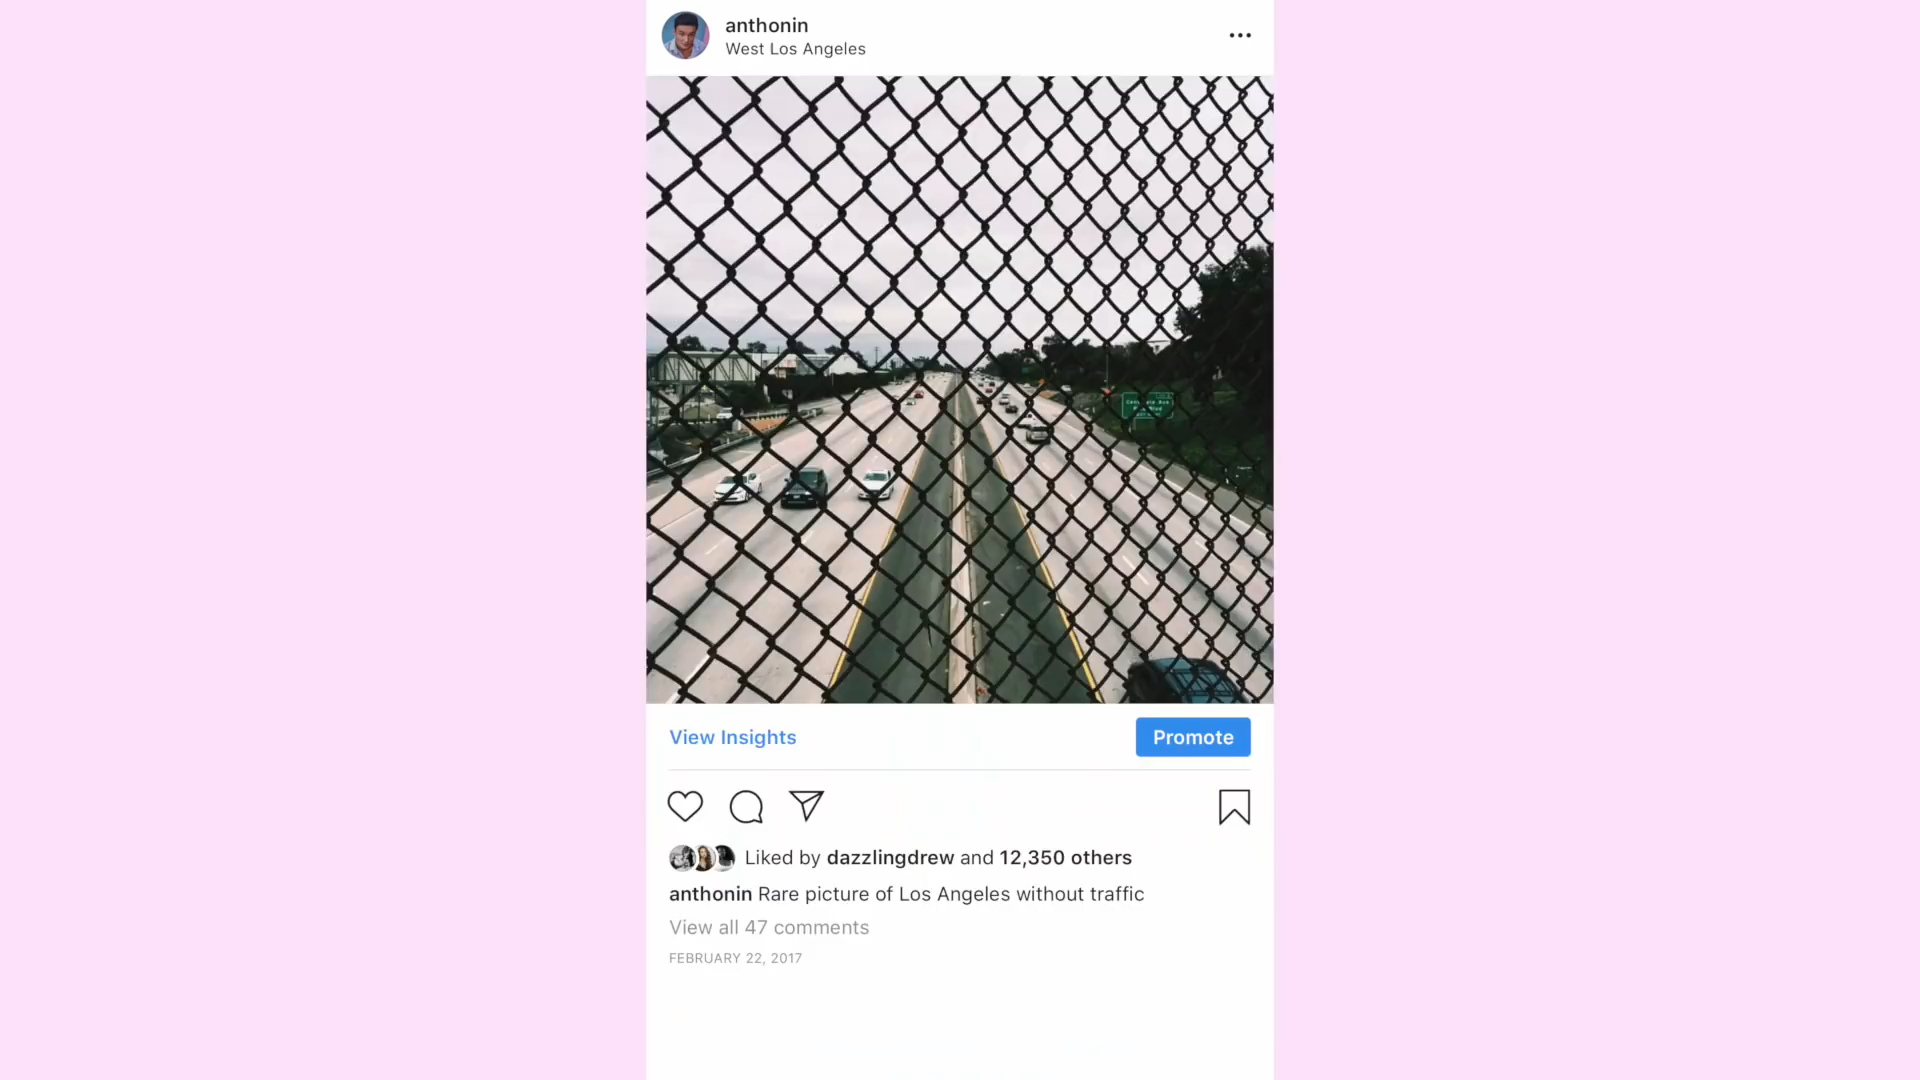 anthonin
West Los Angeles
View Insights
Promote
Liked by dazzlingdrew and 12,350 others
anthonin Rare picture of Los Angeles without traffic
View all 47 comments
FEBRUARY 22, 2017